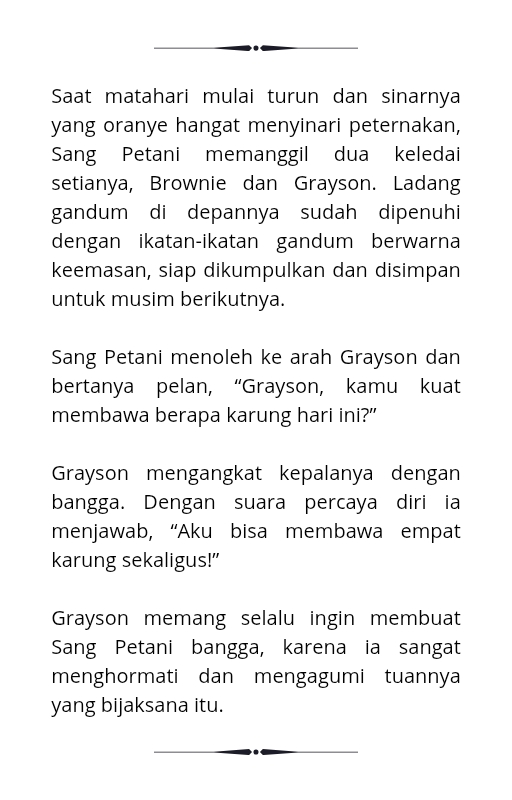 Saat matahari mulai turun dan sinarnya
yang oranye hangat menyinari peternakan,
Sang Petani memanggil dua keledai
setianya, Brownie dan Grayson. Ladang
gandum di depannya sudah dipenuhi
dengan ikatan-ikatan gandum berwarna
keemasan, siap dikumpulkan dan disimpan
untuk musim berikutnya.
Sang Petani menoleh ke arah Grayson dan
bertanya pelan, “Grayson, kamu kuat
membawa berapa karung hari ini?”
Grayson mengangkat kepalanya dengan
bangga. Dengan suara percaya diri ia
menjawab, “Aku bisa membawa empat
karung sekaligus!”
Grayson memang selalu ingin membuat
Sang Petani bangga, karena ia sangat
menghormati dan mengagumi tuannya
yang bijaksana itu.